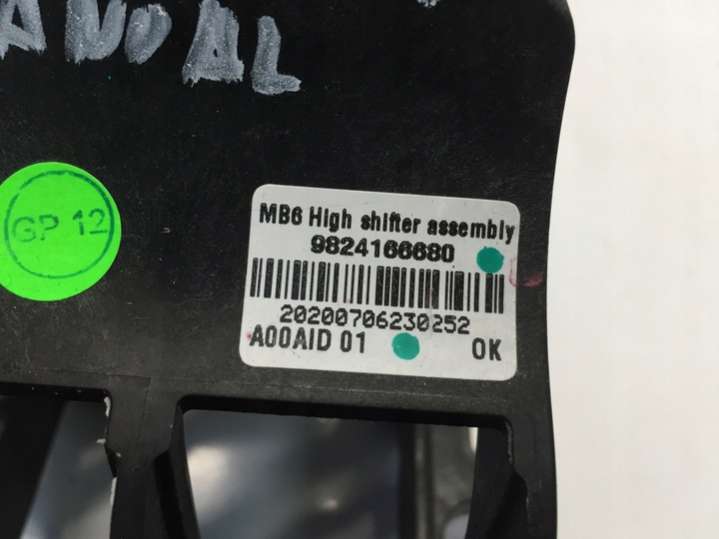 ANUAL
GP 12
MB6 High shifter assembly
9824166680
20200706230252
A00AID 01 OK